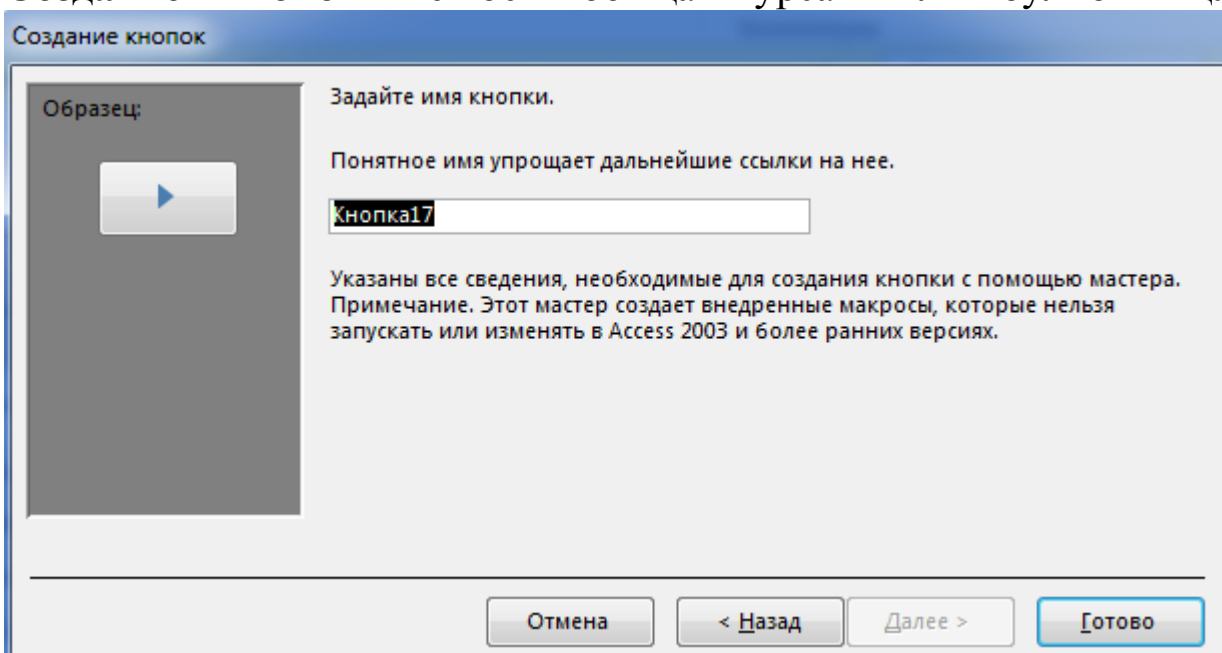 Создание кнопок
Образец:
Задайте имя кнопки.
Понятное имя упрощает дальнейшие ссылки на нее.
Кнопка17
Указаны все сведения, необходимые для создания кнопки с помощью мастера.
Примечание. Этот мастер создает внедренные макросы, которые нельзя
запускать или изменять в Access 2003 и более ранних версиях.
Отмена
< Назад
Далее >
Готово